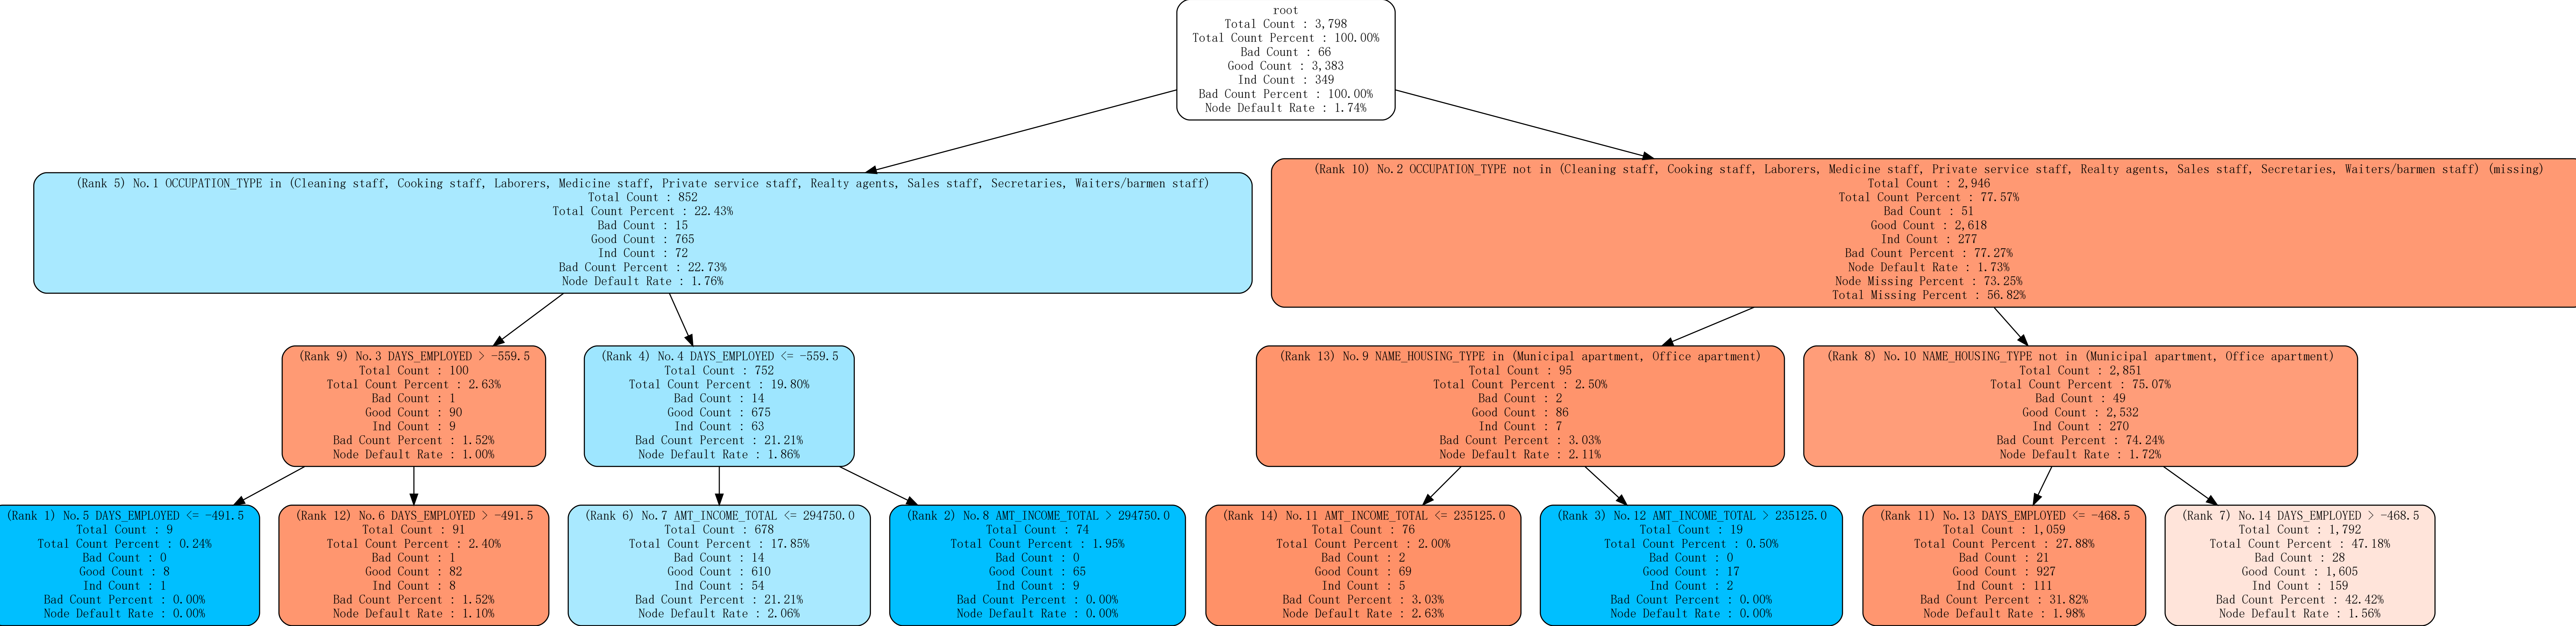 root
Total Count : 3,798
Total Count Percent : 100.00%
Bad Count : 66
Good Count : 3,383
Ind Count : 349
Bad Count Percent : 100.00%
Node Default Rate : 1.74%
(Rank 5) No.1 OCCUPATION_TYPE in (Cleaning staff, Cooking staff, Laborers, Medicine staff, Private service staff, Realty agents, Sales staff, Secretaries, Waiters/barmen staff)
Total Count : 852
Total Count Percent : 22.43%
Bad Count : 15
Good Count : 765
Ind Count : 72
Bad Count Percent : 22.73%
Node Default Rate : 1.76%
(Rank 10) No.2 OCCUPATION_TYPE not in (Cleaning staff, Cooking staff, Laborers, Medicine staff, Private service staff, Realty agents, Sales staff, Secretaries, Waiters/barmen staff) (missing)
Total Count : 2,946
Total Count Percent : 77.57%
Bad Count : 51
Good Count : 2,618
Ind Count : 277
Bad Count Percent : 77.27%
Node Default Rate : 1.73%
Node Missing Percent : 73.25%
Total Missing Percent : 56.82%
(Rank 9) No.3 DAYS_EMPLOYED > -559.5
Total Count : 100
Total Count Percent : 2.63%
Bad Count : 1
Good Count : 90
Ind Count : 9
Bad Count Percent : 1.52%
Node Default Rate : 1.00%
(Rank 4) No.4 DAYS_EMPLOYED <= -559.5
Total Count : 752
Total Count Percent : 19.80%
Bad Count : 14
Good Count : 675
Ind Count : 63
Bad Count Percent : 21.21%
Node Default Rate : 1.86%
(Rank 13) No.9 NAME_HOUSING_TYPE in (Municipal apartment, Office apartment)
Total Count : 95
Total Count Percent : 2.50%
Bad Count : 2
Good Count : 86
Ind Count : 7
Bad Count Percent : 3.03%
Node Default Rate : 2.11%
(Rank 8) No.10 NAME_HOUSING_TYPE not in (Municipal apartment, Office apartment)
Total Count : 2,851
Total Count Percent : 75.07%
Bad Count : 49
Good Count : 2,532
Ind Count : 270
Bad Count Percent : 74.24%
Node Default Rate : 1.72%
(Rank 1) No.5 DAYS_EMPLOYED <= -491.5
Total Count : 9
Total Count Percent : 0.24%
Bad Count : 0
Good Count : 8
Ind Count : 1
Bad Count Percent : 0.00%
Node Default Rate : 0.00%
(Rank 12) No.6 DAYS_EMPLOYED > -491.5
Total Count : 91
Total Count Percent : 2.40%
Bad Count : 1
Good Count : 82
Ind Count : 8
Bad Count Percent : 1.52%
Node Default Rate : 1.10%
(Rank 6) No.7 AMT_INCOME_TOTAL <= 294750.0
Total Count : 678
Total Count Percent : 17.85%
Bad Count : 14
Good Count : 610
Ind Count : 54
Bad Count Percent : 21.21%
Node Default Rate : 2.06%
(Rank 2) No.8 AMT_INCOME_TOTAL > 294750.0
Total Count : 74
Total Count Percent : 1.95%
Bad Count : 0
Good Count : 65
Ind Count : 9
Bad Count Percent : 0.00%
Node Default Rate : 0.00%
(Rank 14) No.11 AMT_INCOME_TOTAL <= 235125.0
Total Count : 76
Total Count Percent : 2.00%
Bad Count : 2
Good Count : 69
Ind Count : 5
Bad Count Percent : 3.03%
Node Default Rate : 2.63%
(Rank 3) No.12 AMT_INCOME_TOTAL > 235125.0
Total Count : 19
Total Count Percent : 0.50%
Bad Count : 0
Good Count : 17
Ind Count : 2
Bad Count Percent : 0.00%
Node Default Rate : 0.00%
(Rank 11) No.13 DAYS_EMPLOYED <= -468.5
Total Count : 1,059
Total Count Percent : 27.88%
Bad Count : 21
Good Count : 927
Ind Count : 111
Bad Count Percent : 31.82%
Node Default Rate : 1.98%
(Rank 7) No.14 DAYS_EMPLOYED > -468.5
Total Count : 1,792
Total Count Percent : 47.18%
Bad Count : 28
Good Count : 1,605
Ind Count : 159
Bad Count Percent : 42.42%
Node Default Rate : 1.56%